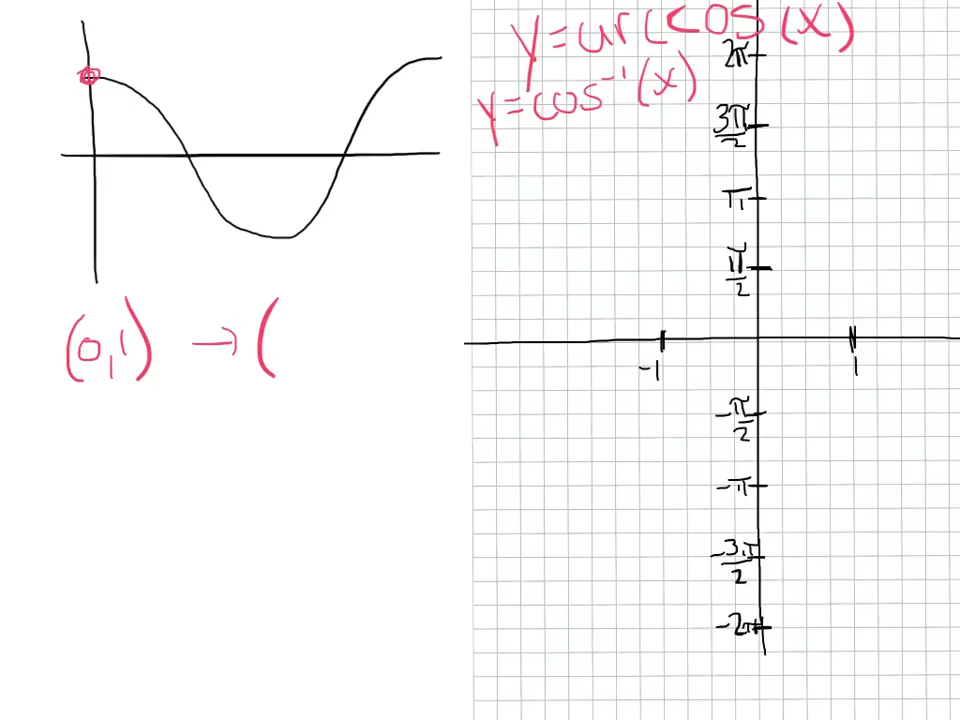 y = arccos(x)
y = cos⁻¹(x)
2π
3π/2
π
π/2
-1
1
-π/2
-π
-3π/2
-2π
(0,1) → (